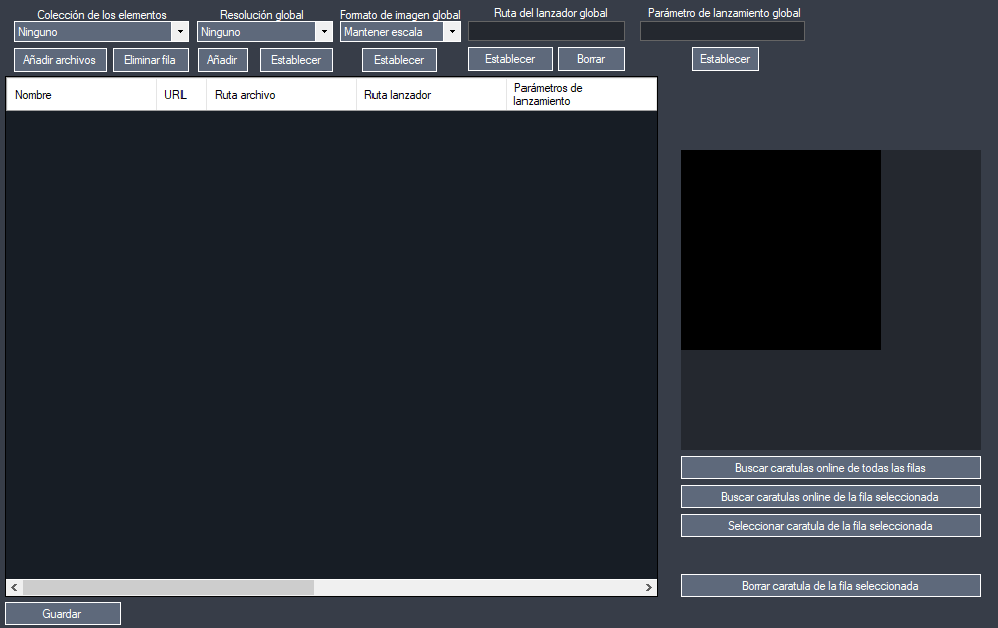 Colección de los elementos
Resolución global
Formato de imagen global
Ruta del lanzador global
Parámetro de lanzamiento global
Ninguno
Ninguno
Mantener escala
Añadir archivos
Eliminar fila
Añadir
Establecer
Establecer
Establecer
Borrar
Establecer
Nombre
URL
Ruta archivo
Ruta lanzador
Parámetros de
lanzamiento
Buscar caratulas online de todas las filas
Buscar caratulas online de la fila seleccionada
Seleccionar caratula de la fila seleccionada
Borrar caratula de la fila seleccionada
Guardar